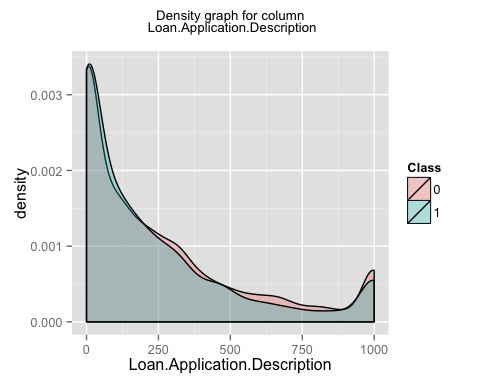 Density graph for column
Loan.Application.Description
density
0.003
0.002
0.001
0.000
0 250 500 750 1000
Loan.Application.Description
Class
0
1